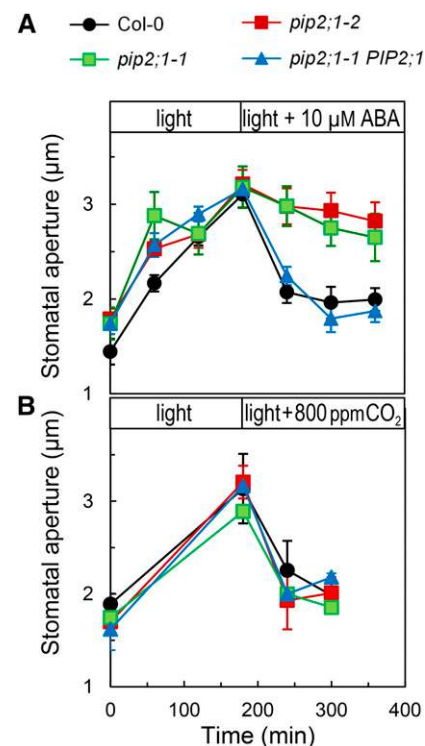 A
Col-0
pip2;1-2
pip2;1-1
pip2;1-1 PIP2;1
light
light + 10 µM ABA
Stomatal aperture (µm)
3
2
1
B
light
light+800 ppmCO₂
Stomatal aperture (µm)
3
2
1
0 100 200 300 400
Time (min)